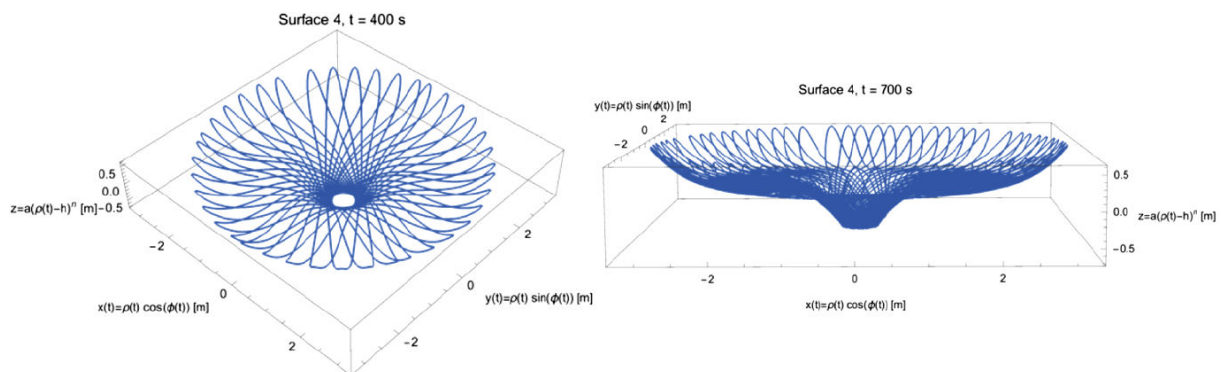 Surface 4, t = 400 s
0.5
0.0
z=a(ρ(t)−h)ⁿ [m] −0.5
−2
0
2
x(t)=ρ(t) cos(ϕ(t)) [m]
2
0
−2
y(t)=ρ(t) sin(ϕ(t)) [m]
Surface 4, t = 700 s
y(t)=ρ(t) sin(ϕ(t)) [m]
2
0
−2
0.5
0.0
−0.5
z=a(ρ(t)−h)ⁿ [m]
−2
0
2
x(t)=ρ(t) cos(ϕ(t)) [m]